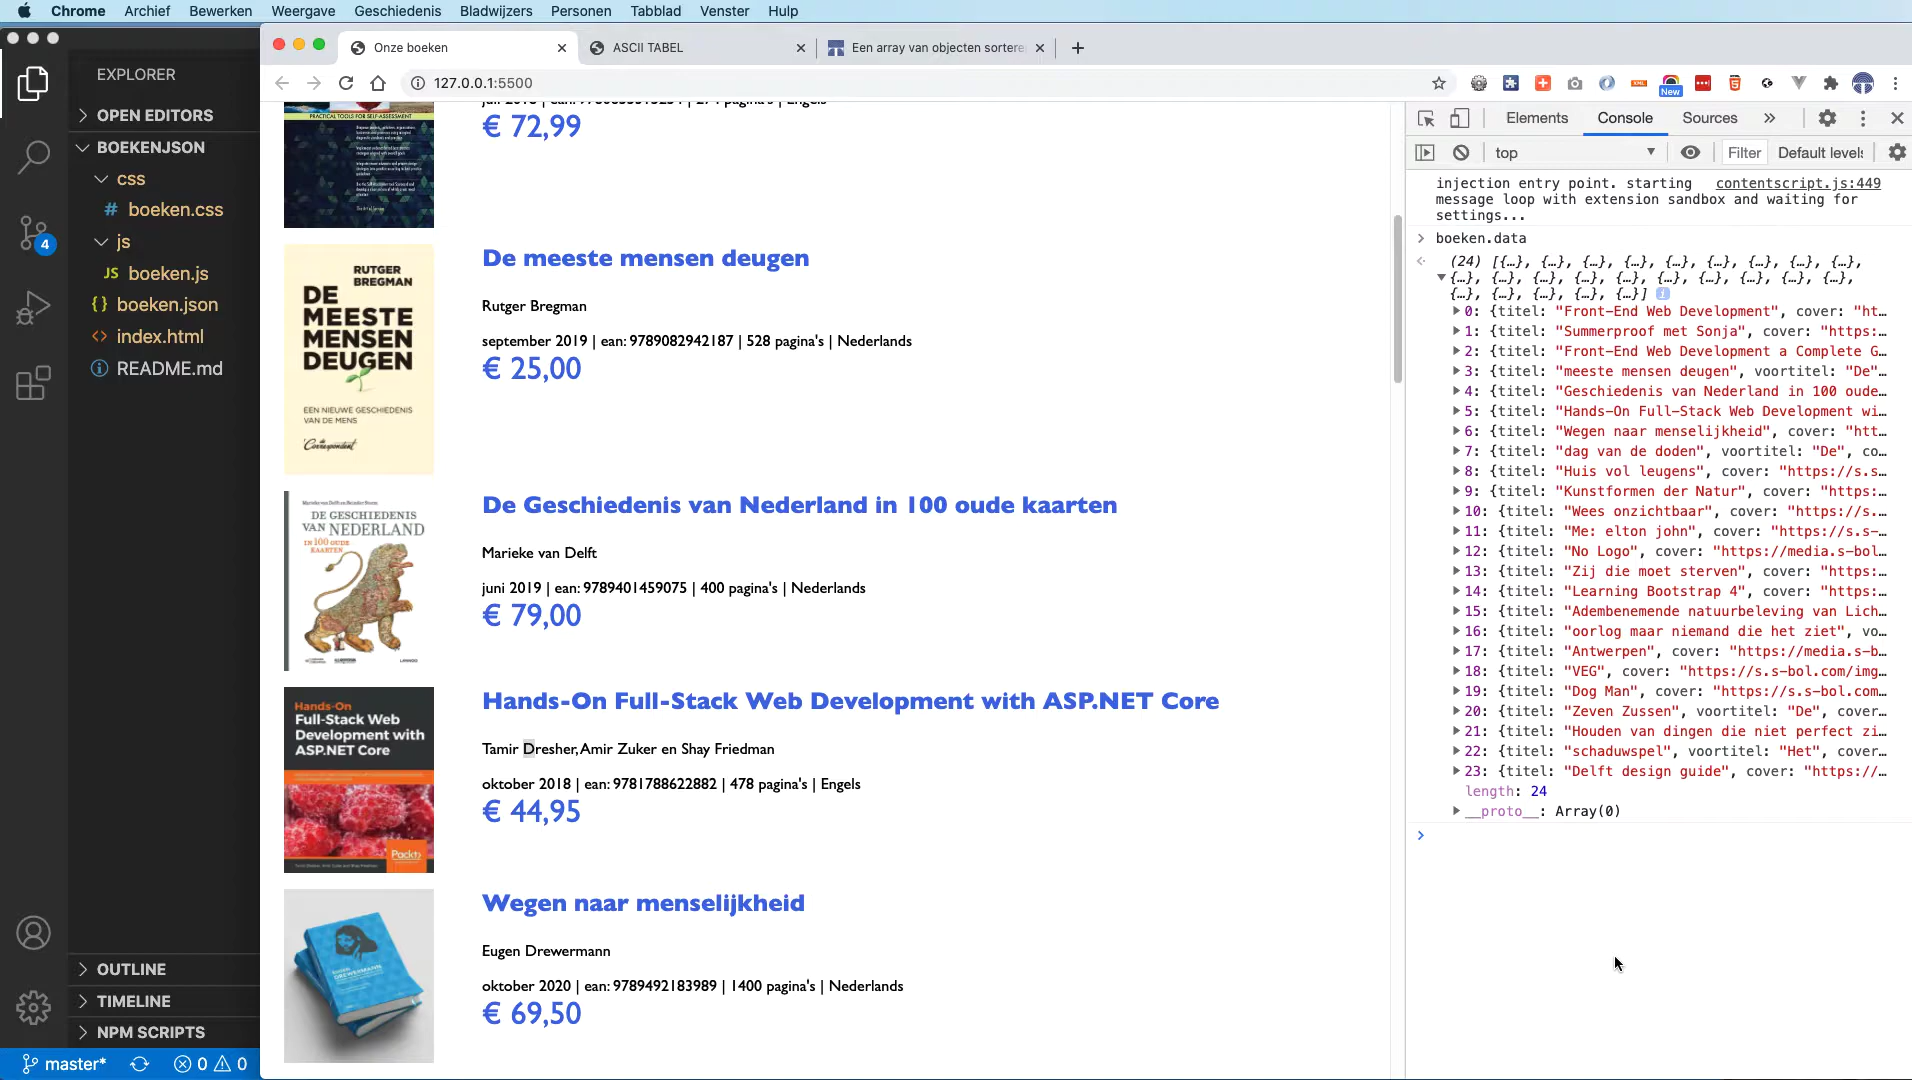 Chrome Archief Bewerken Weergave Geschiedenis Bladwijzers Personen Tabblad Venster Hulp
Onze boeken
ASCII TABEL
Een array van objecten sortere
127.0.0.1:5500
New
EXPLORER
OPEN EDITORS
BOEKENJSON
css
# boeken.css
js
JS boeken.js
{} boeken.json
<> index.html
README.md
4
OUTLINE
TIMELINE
NPM SCRIPTS
master* 0 0
PRACTICAL TOOLS FOR SELF-ASSESSMENT
€ 72,99
RUTGER
BREGMAN
DE
MEESTE
MENSEN
DEUGEN
EEN NIEUWE GESCHIEDENIS
VAN DE MENS
de Correspondent
De meeste mensen deugen
Rutger Bregman
september 2019 | ean: 9789082942187 | 528 pagina's | Nederlands
€ 25,00
DE GESCHIEDENIS
VAN NEDERLAND
IN 100 OUDE
KAARTEN
De Geschiedenis van Nederland in 100 oude kaarten
Marieke van Delft
juni 2019 | ean: 9789401459075 | 400 pagina's | Nederlands
€ 79,00
Hands-On
Full-Stack Web
Development with
ASP.NET Core
Packt
Hands-On Full-Stack Web Development with ASP.NET Core
Tamir Dresher, Amir Zuker en Shay Friedman
oktober 2018 | ean: 9781788622882 | 478 pagina's | Engels
€ 44,95
Wegen naar menselijkheid
Eugen Drewermann
oktober 2020 | ean: 9789492183989 | 1400 pagina's | Nederlands
€ 69,50
Elements Console Sources »
top Filter Default levels
injection entry point. starting contentscript.js:449
message loop with extension sandbox and waiting for
settings...
boeken.data
(24) [{…}, {…}, {…}, {…}, {…}, {…}, {…}, {…}, {…},
{…}, {…}, {…}, {…}, {…}, {…}, {…}, {…}, {…}, {…},
{…}, {…}, {…}, {…}, {…}] i
0: {titel: "Front-End Web Development", cover: "ht…
1: {titel: "Summerproof met Sonja", cover: "https:…
2: {titel: "Front-End Web Development a Complete G…
3: {titel: "meeste mensen deugen", voortitel: "De"…
4: {titel: "Geschiedenis van Nederland in 100 oude…
5: {titel: "Hands-On Full-Stack Web Development wi…
6: {titel: "Wegen naar menselijkheid", cover: "htt…
7: {titel: "dag van de doden", voortitel: "De", co…
8: {titel: "Huis vol leugens", cover: "https://s.s…
9: {titel: "Kunstformen der Natur", cover: "https:…
10: {titel: "Wees onzichtbaar", cover: "https://s.…
11: {titel: "Me: elton john", cover: "https://s.s-…
12: {titel: "No Logo", cover: "https://media.s-bol…
13: {titel: "Zij die moet sterven", cover: "https:…
14: {titel: "Learning Bootstrap 4", cover: "https:…
15: {titel: "Adembenemende natuurbeleving van Lich…
16: {titel: "oorlog maar niemand die het ziet", vo…
17: {titel: "Antwerpen", cover: "https://media.s-b…
18: {titel: "VEG", cover: "https://s.s-bol.com/img…
19: {titel: "Dog Man", cover: "https://s.s-bol.com…
20: {titel: "Zeven Zussen", voortitel: "De", cover…
21: {titel: "Houden van dingen die niet perfect zi…
22: {titel: "schaduwspel", voortitel: "Het", cover…
23: {titel: "Delft design guide", cover: "https://…
length: 24
__proto__: Array(0)